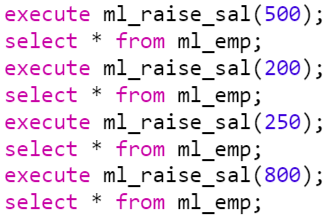 execute ml_raise_sal(500);
select * from ml_emp;
execute ml_raise_sal(200);
select * from ml_emp;
execute ml_raise_sal(250);
select * from ml_emp;
execute ml_raise_sal(800);
select * from ml_emp;